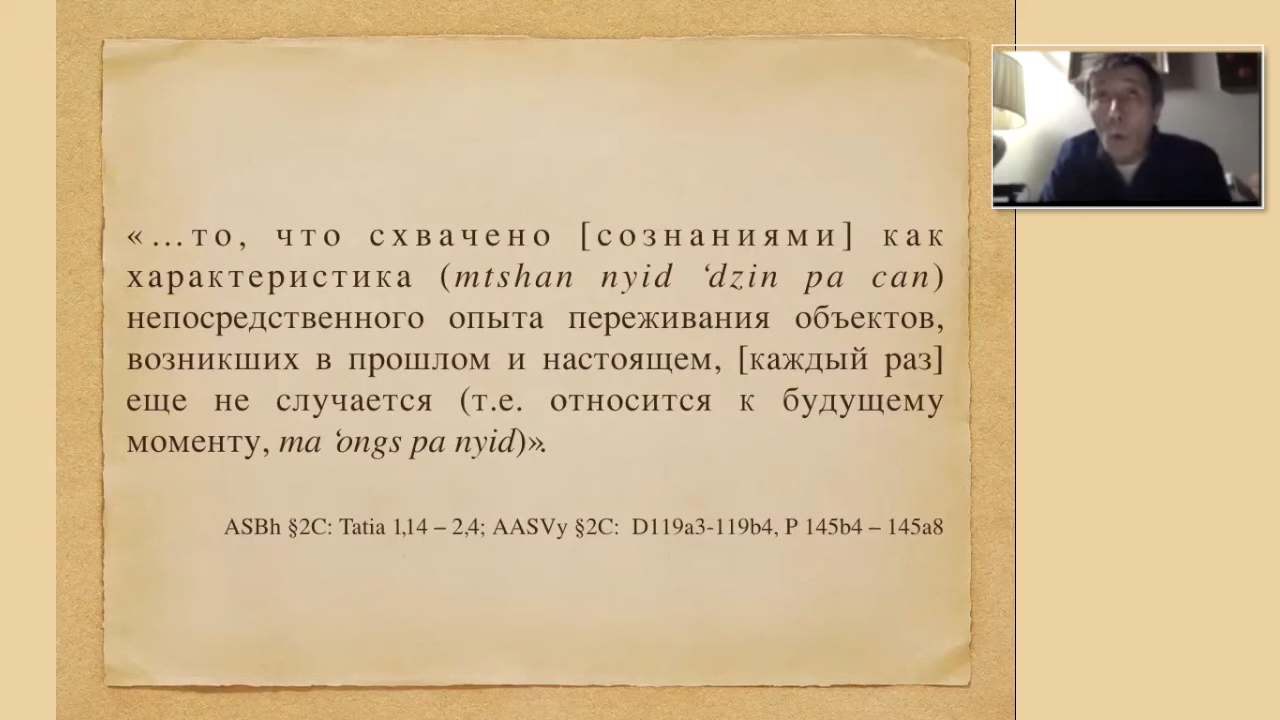 «…то, что схвачено [сознаниями] как
характеристика (mtshan nyid ‘dzin pa can)
непосредственного опыта переживания объектов,
возникших в прошлом и настоящем, [каждый раз]
еще не случается (т.е. относится к будущему
моменту, ma ‘ongs pa nyid)».
ASBh §2C: Tatia 1,14 – 2,4; AASVy §2C: D119a3-119b4, P 145b4 – 145a8